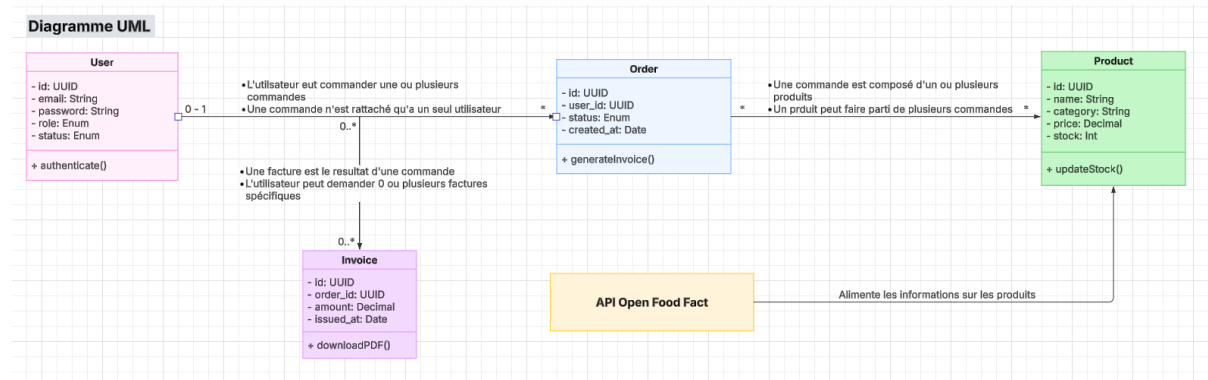 Diagramme UML
User
- id: UUID
- email: String
- password: String
- role: Enum
- status: Enum
+ authenticate()
0 - 1
• L'utlisateur eut commander une ou plusieurs
commandes
• Une commande n'est rattaché qu'a un seul utilisateur
0..*
*
Order
- id: UUID
- user_id: UUID
- status: Enum
- created_at: Date
+ generateInvoice()
*
• Une commande est composé d'un ou plusieurs
produits
• Un prduit peut faire parti de plusieurs commandes
*
Product
- id: UUID
- name: String
- category: String
- price: Decimal
- stock: Int
+ updateStock()
• Une facture est le resultat d'une commande
• L'utilisateur peut demander 0 ou plusieurs factures
spécifiques
0..*
Invoice
- id: UUID
- order_id: UUID
- amount: Decimal
- issued_at: Date
+ downloadPDF()
API Open Food Fact
Alimente les informations sur les produits